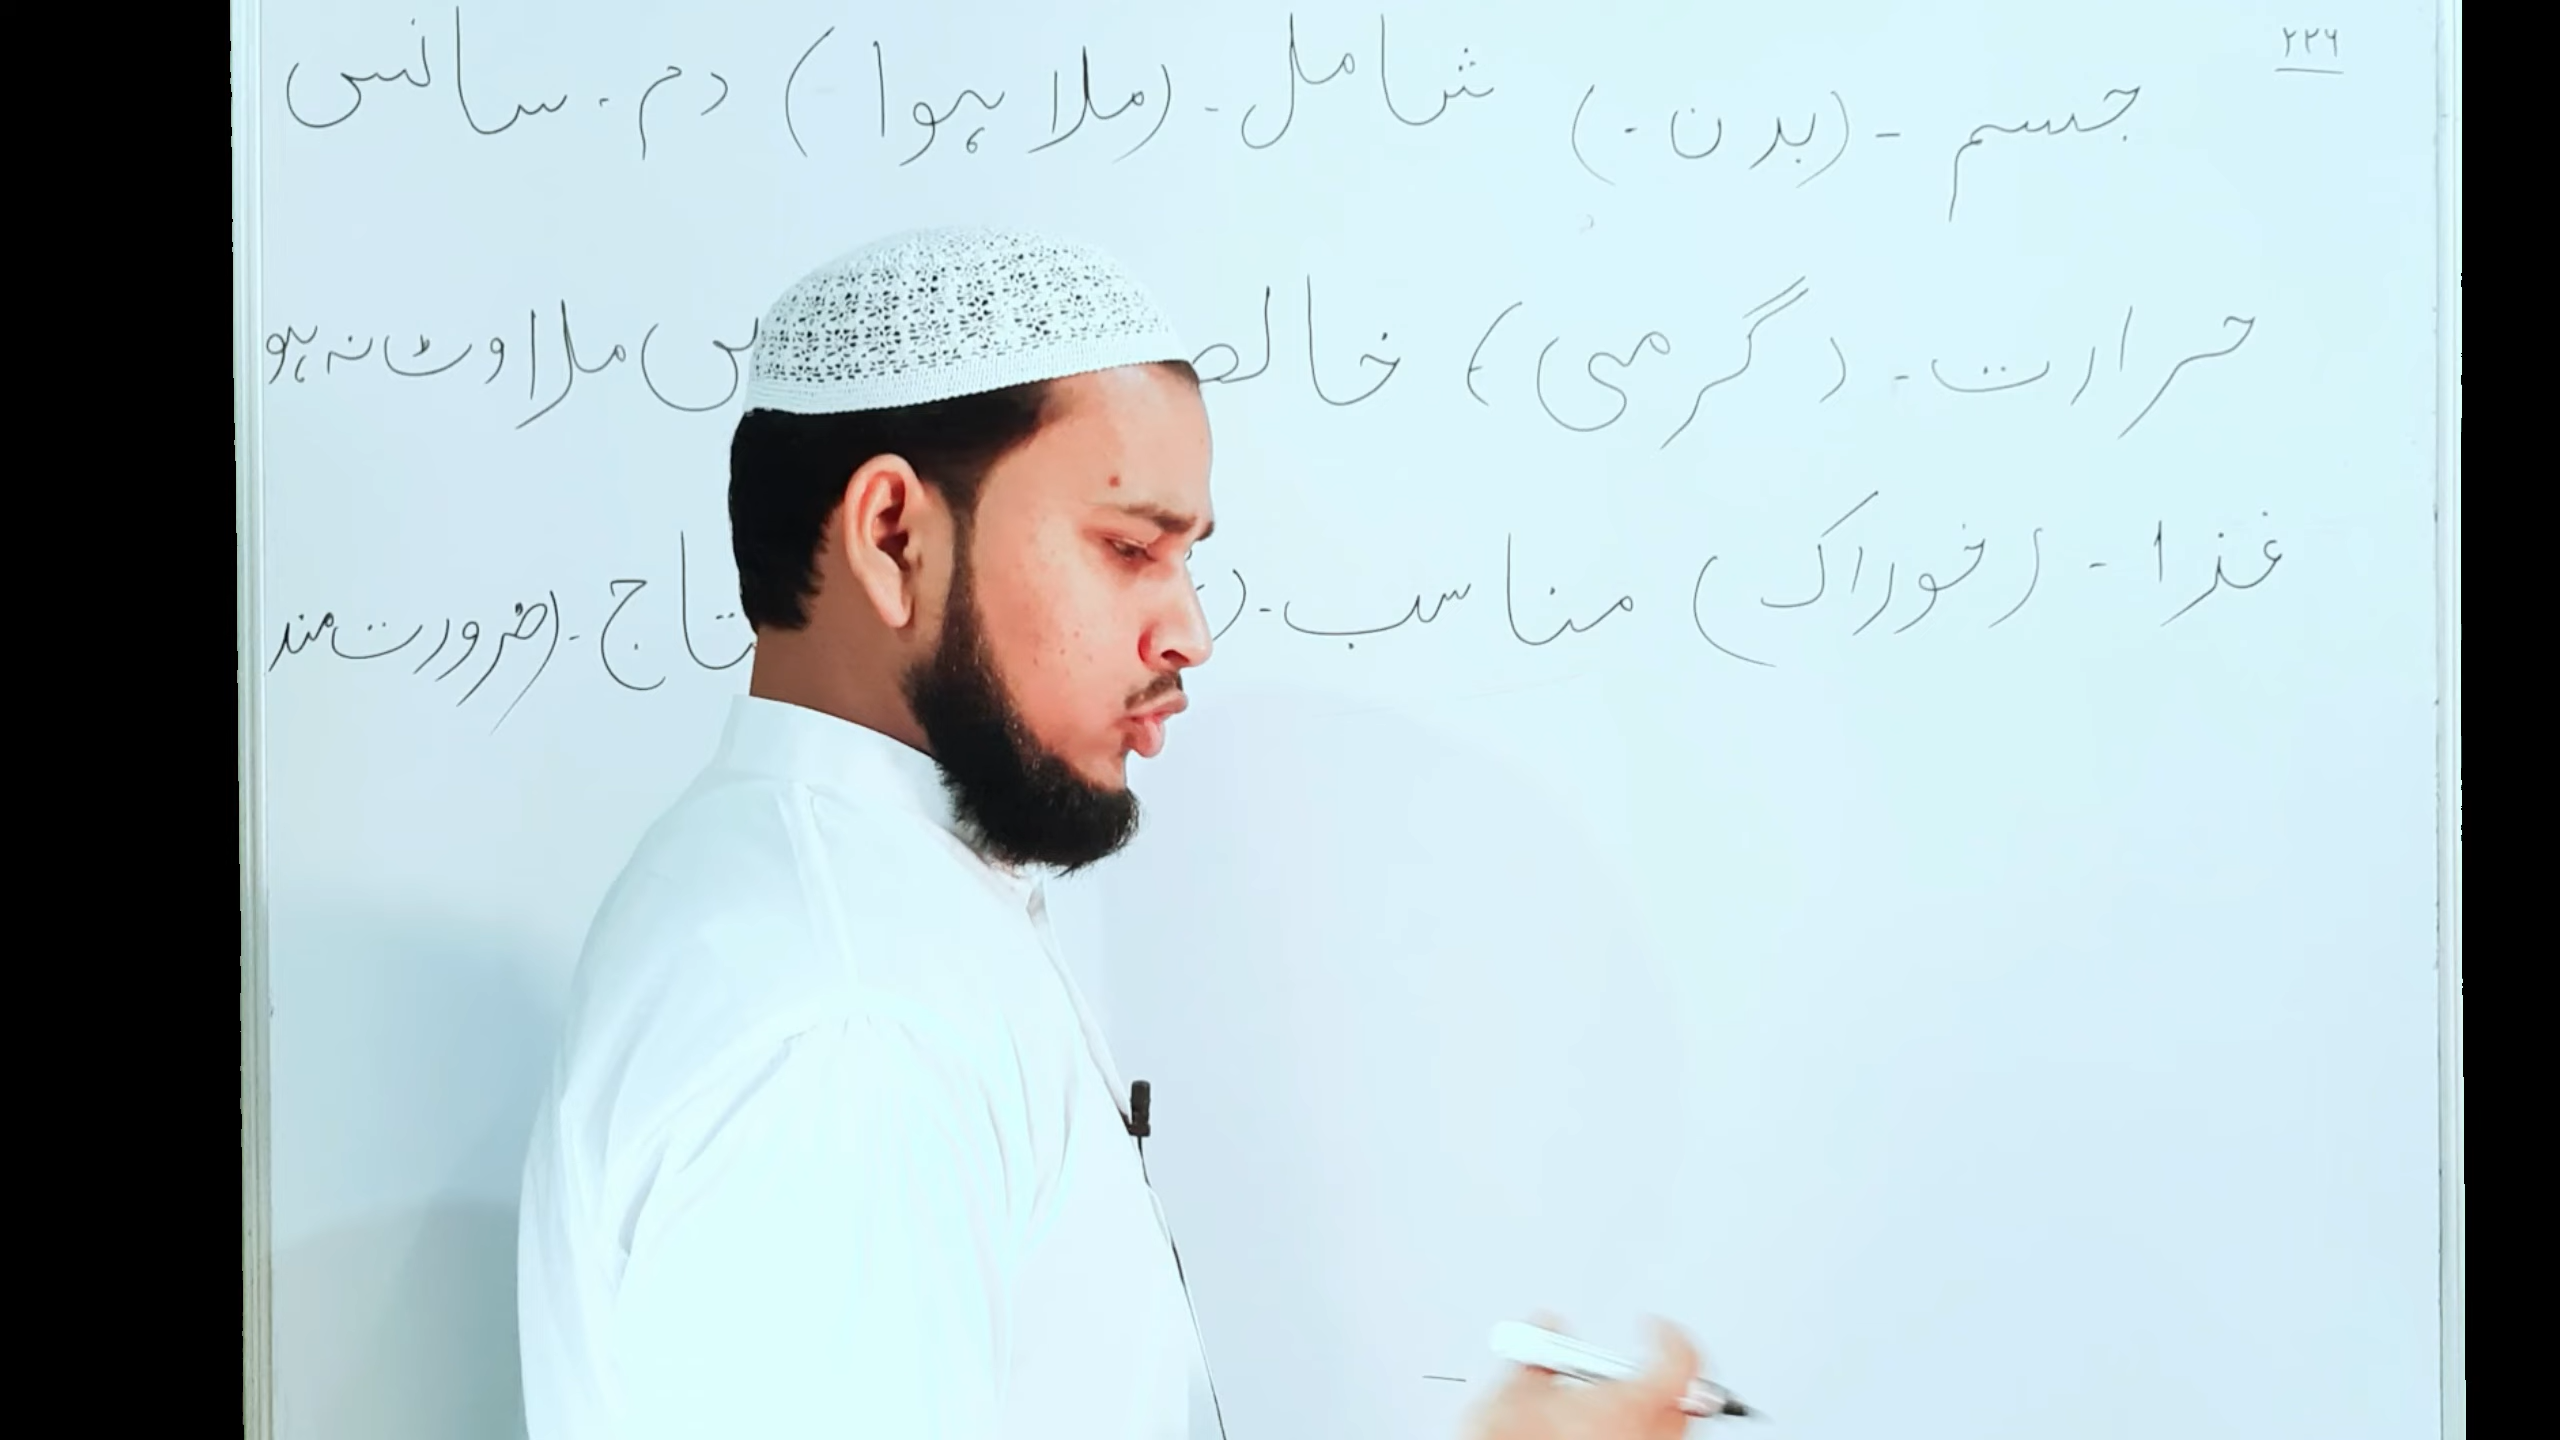 ۲۲۶
جسم - (بدن -) شامل - (ملا ہوا) دم - سانس
حرارت - (گرمی) خالص ملاوٹ نہ ہو
غذا - (خوراک) مناسب - ( - (ضرورت مند